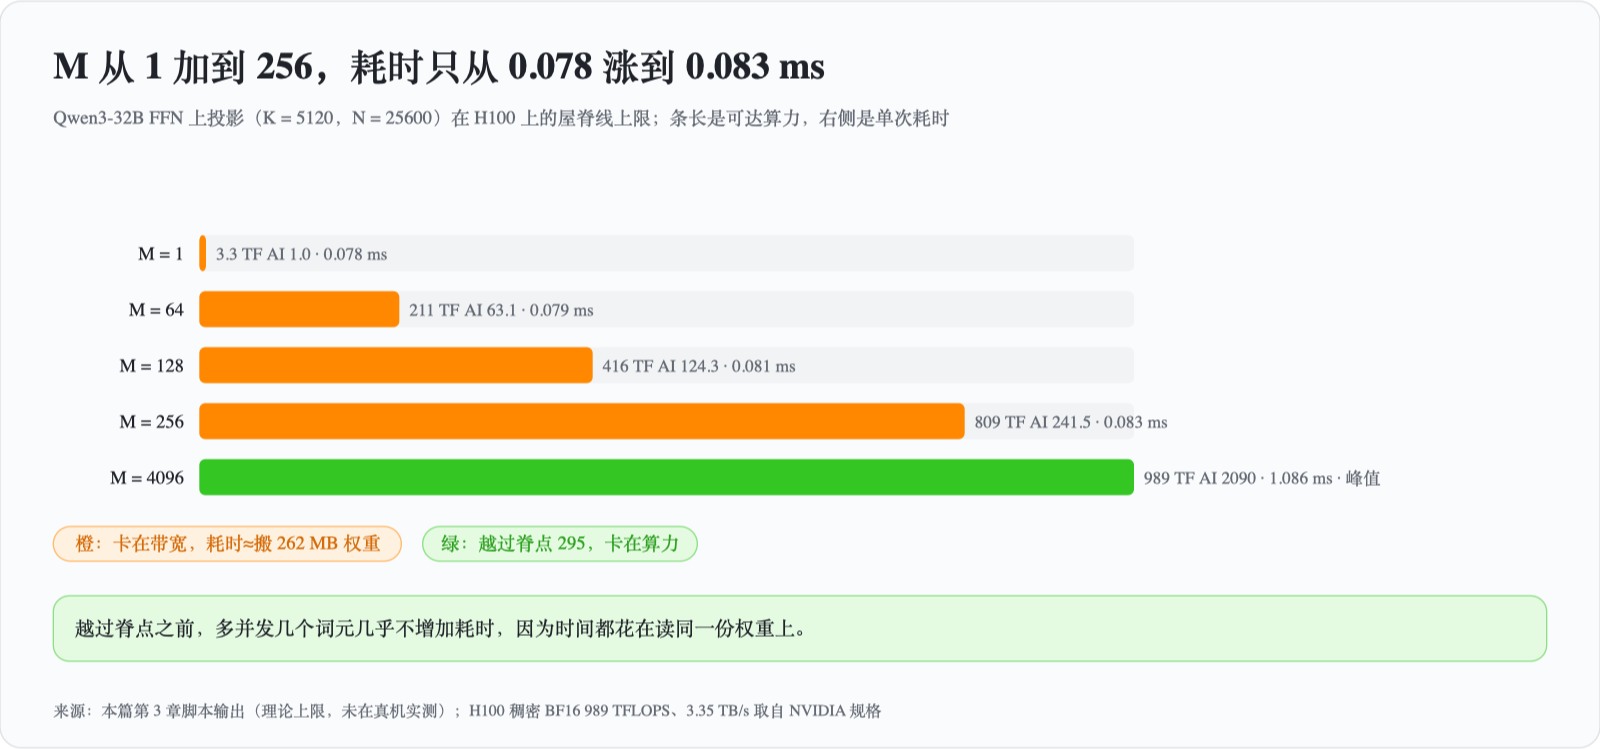 M 从 1 加到 256，耗时只从 0.078 涨到 0.083 ms
Qwen3-32B FFN 上投影（K = 5120，N = 25600）在 H100 上的屋脊线上限；条长是可达算力，右侧是单次耗时
M = 1 3.3 TF AI 1.0 · 0.078 ms
M = 64 211 TF AI 63.1 · 0.079 ms
M = 128 416 TF AI 124.3 · 0.081 ms
M = 256 809 TF AI 241.5 · 0.083 ms
M = 4096 989 TF AI 2090 · 1.086 ms · 峰值
橙：卡在带宽，耗时≈搬 262 MB 权重 绿：越过脊点 295，卡在算力
越过脊点之前，多并发几个词元几乎不增加耗时，因为时间都花在读同一份权重上。
来源：本篇第 3 章脚本输出（理论上限，未在真机实测）；H100 稠密 BF16 989 TFLOPS、3.35 TB/s 取自 NVIDIA 规格